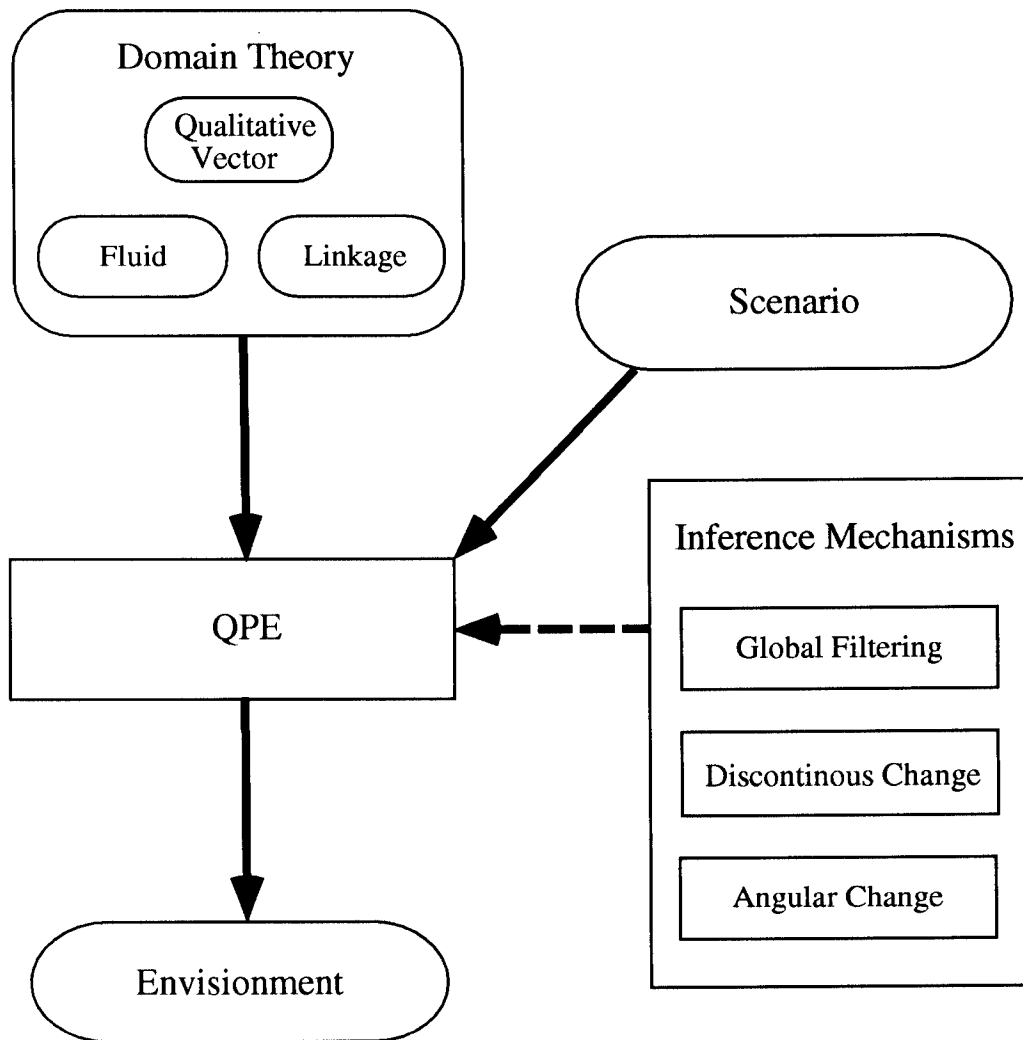 Domain Theory
Qualitative
Vector
Fluid
Linkage
Scenario
Inference Mechanisms
QPE
Global Filtering
Discontinous Change
Angular Change
Envisionment